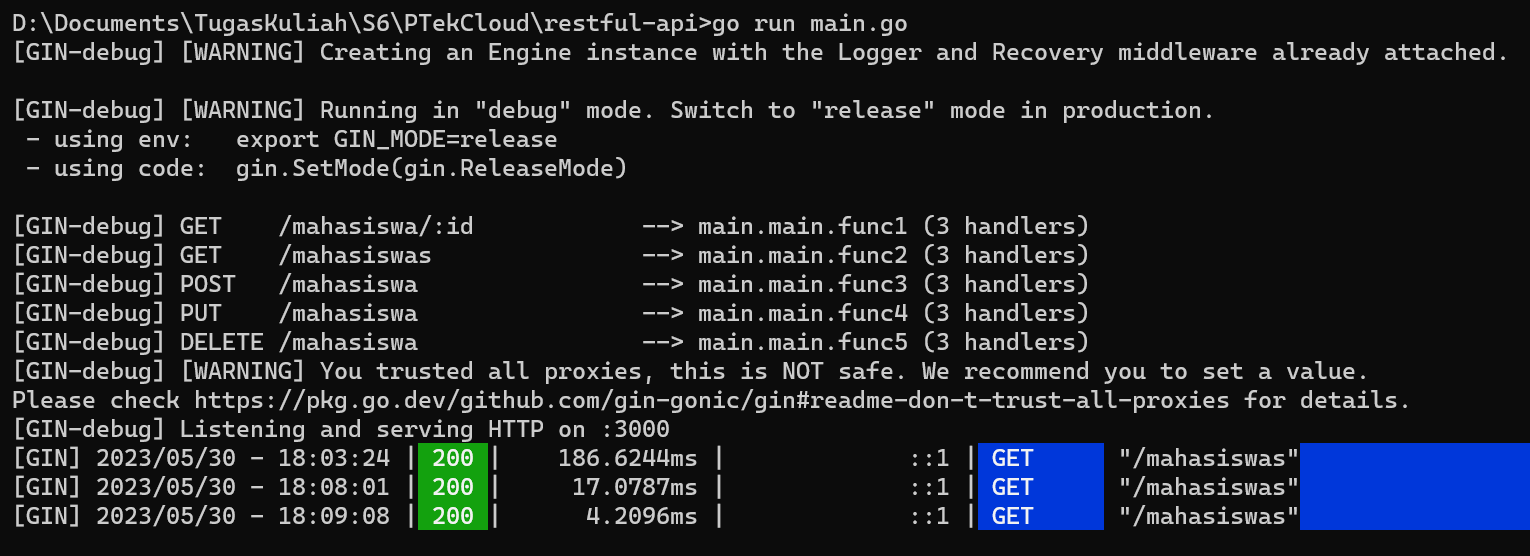 D:\Documents\TugasKuliah\S6\PTekCloud\restful-api>go run main.go
[GIN-debug] [WARNING] Creating an Engine instance with the Logger and Recovery middleware already attached.
[GIN-debug] [WARNING] Running in "debug" mode. Switch to "release" mode in production.
 - using env:   export GIN_MODE=release
 - using code:  gin.SetMode(gin.ReleaseMode)
[GIN-debug] GET    /mahasiswa/:id            --> main.main.func1 (3 handlers)
[GIN-debug] GET    /mahasiswas               --> main.main.func2 (3 handlers)
[GIN-debug] POST   /mahasiswa                --> main.main.func3 (3 handlers)
[GIN-debug] PUT    /mahasiswa                --> main.main.func4 (3 handlers)
[GIN-debug] DELETE /mahasiswa                --> main.main.func5 (3 handlers)
[GIN-debug] [WARNING] You trusted all proxies, this is NOT safe. We recommend you to set a value.
Please check https://pkg.go.dev/github.com/gin-gonic/gin#readme-don-t-trust-all-proxies for details.
[GIN-debug] Listening and serving HTTP on :3000
[GIN] 2023/05/30 - 18:03:24 | 200 |    186.6244ms |             ::1 | GET      "/mahasiswas"
[GIN] 2023/05/30 - 18:08:01 | 200 |     17.0787ms |             ::1 | GET      "/mahasiswas"
[GIN] 2023/05/30 - 18:09:08 | 200 |      4.2096ms |             ::1 | GET      "/mahasiswas"